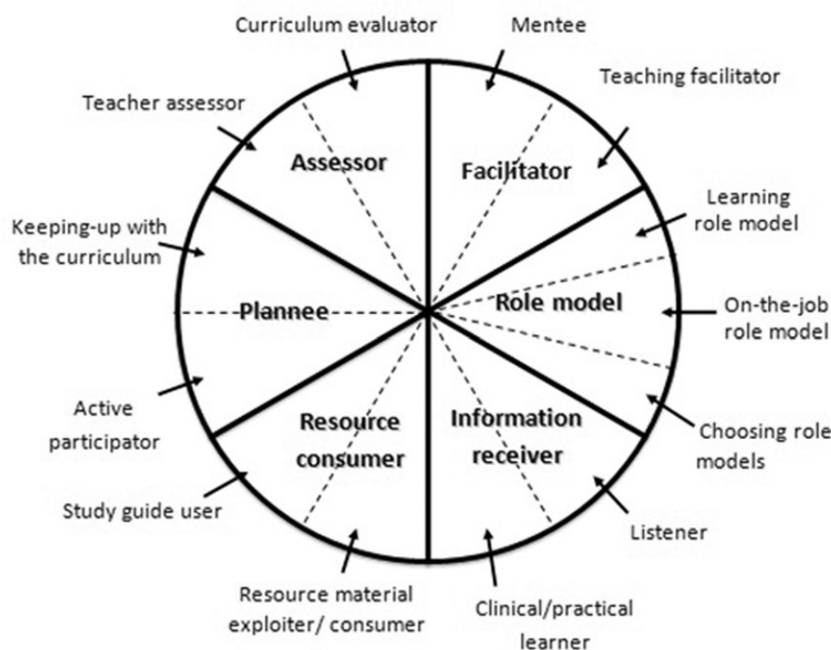 Curriculum evaluator
Mentee
Teaching facilitator
Teacher assessor
Assessor
Facilitator
Learning
role model
Keeping-up with
the curriculum
Plannee
Role model
On-the-job
role model
Active
participator
Resource
consumer
Information
receiver
Choosing role
models
Study guide user
Listener
Resource material
exploiter/ consumer
Clinical/practical
learner